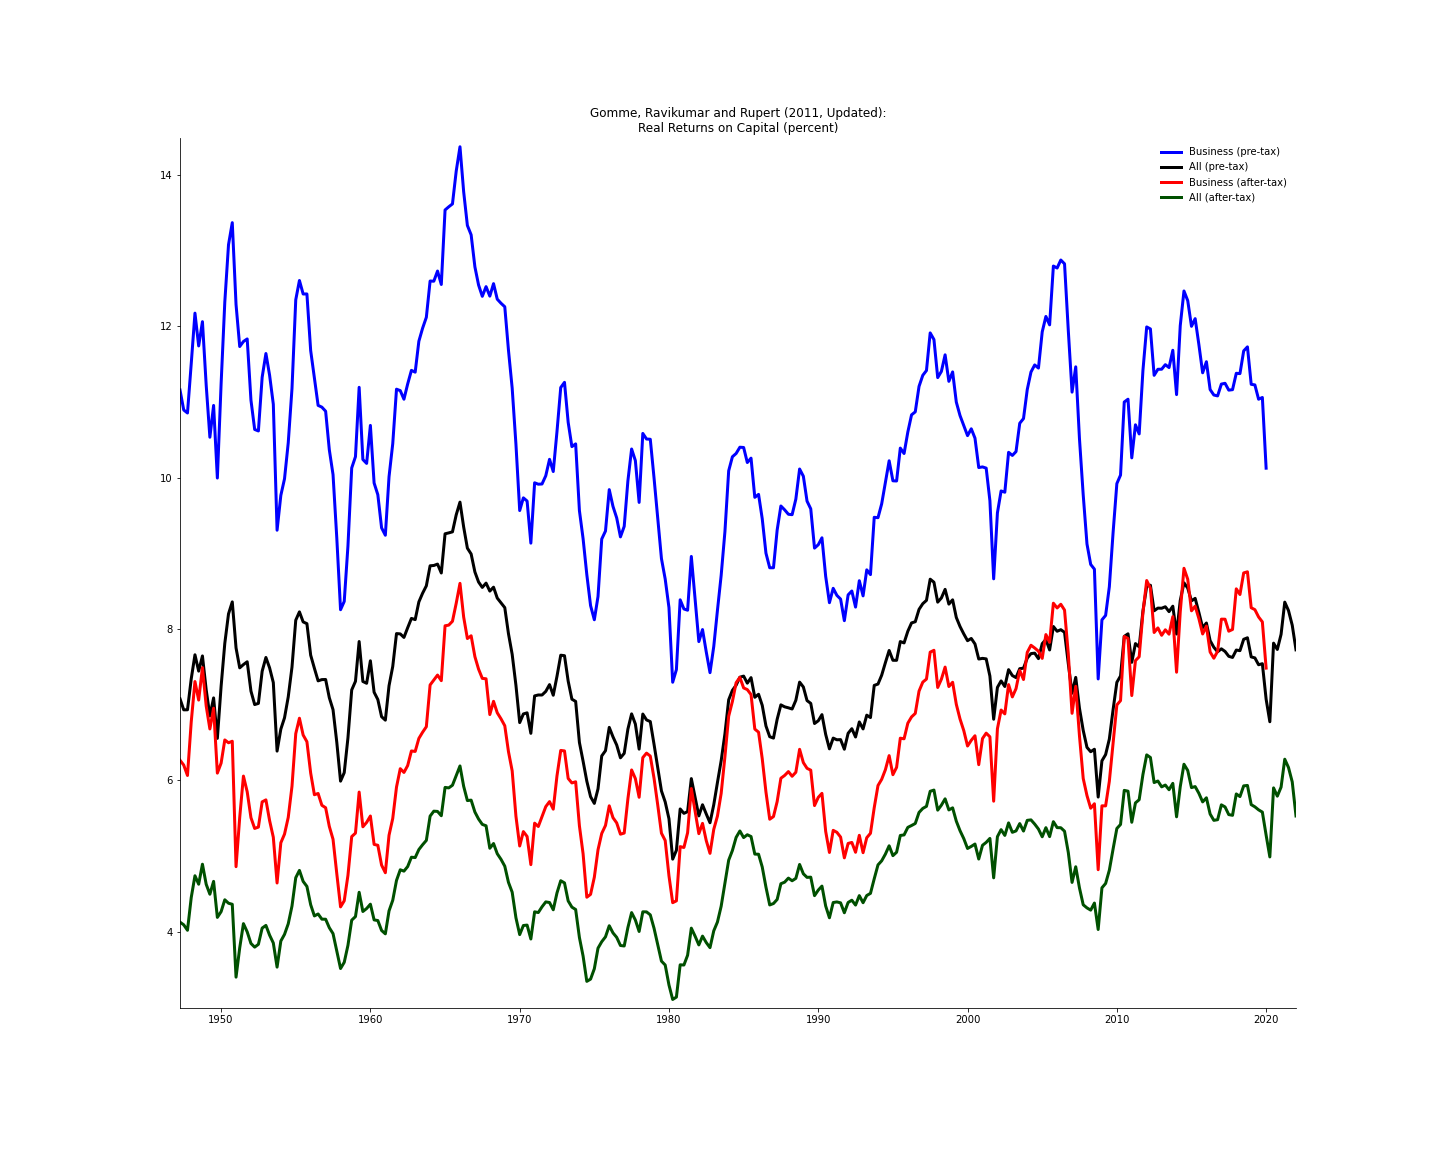 Gomme, Ravikumar and Rupert (2011, Updated):
Real Returns on Capital (percent)
Business (pre-tax)
All (pre-tax)
Business (after-tax)
All (after-tax)
14
12
10
8
6
4
1950 1960 1970 1980 1990 2000 2010 2020